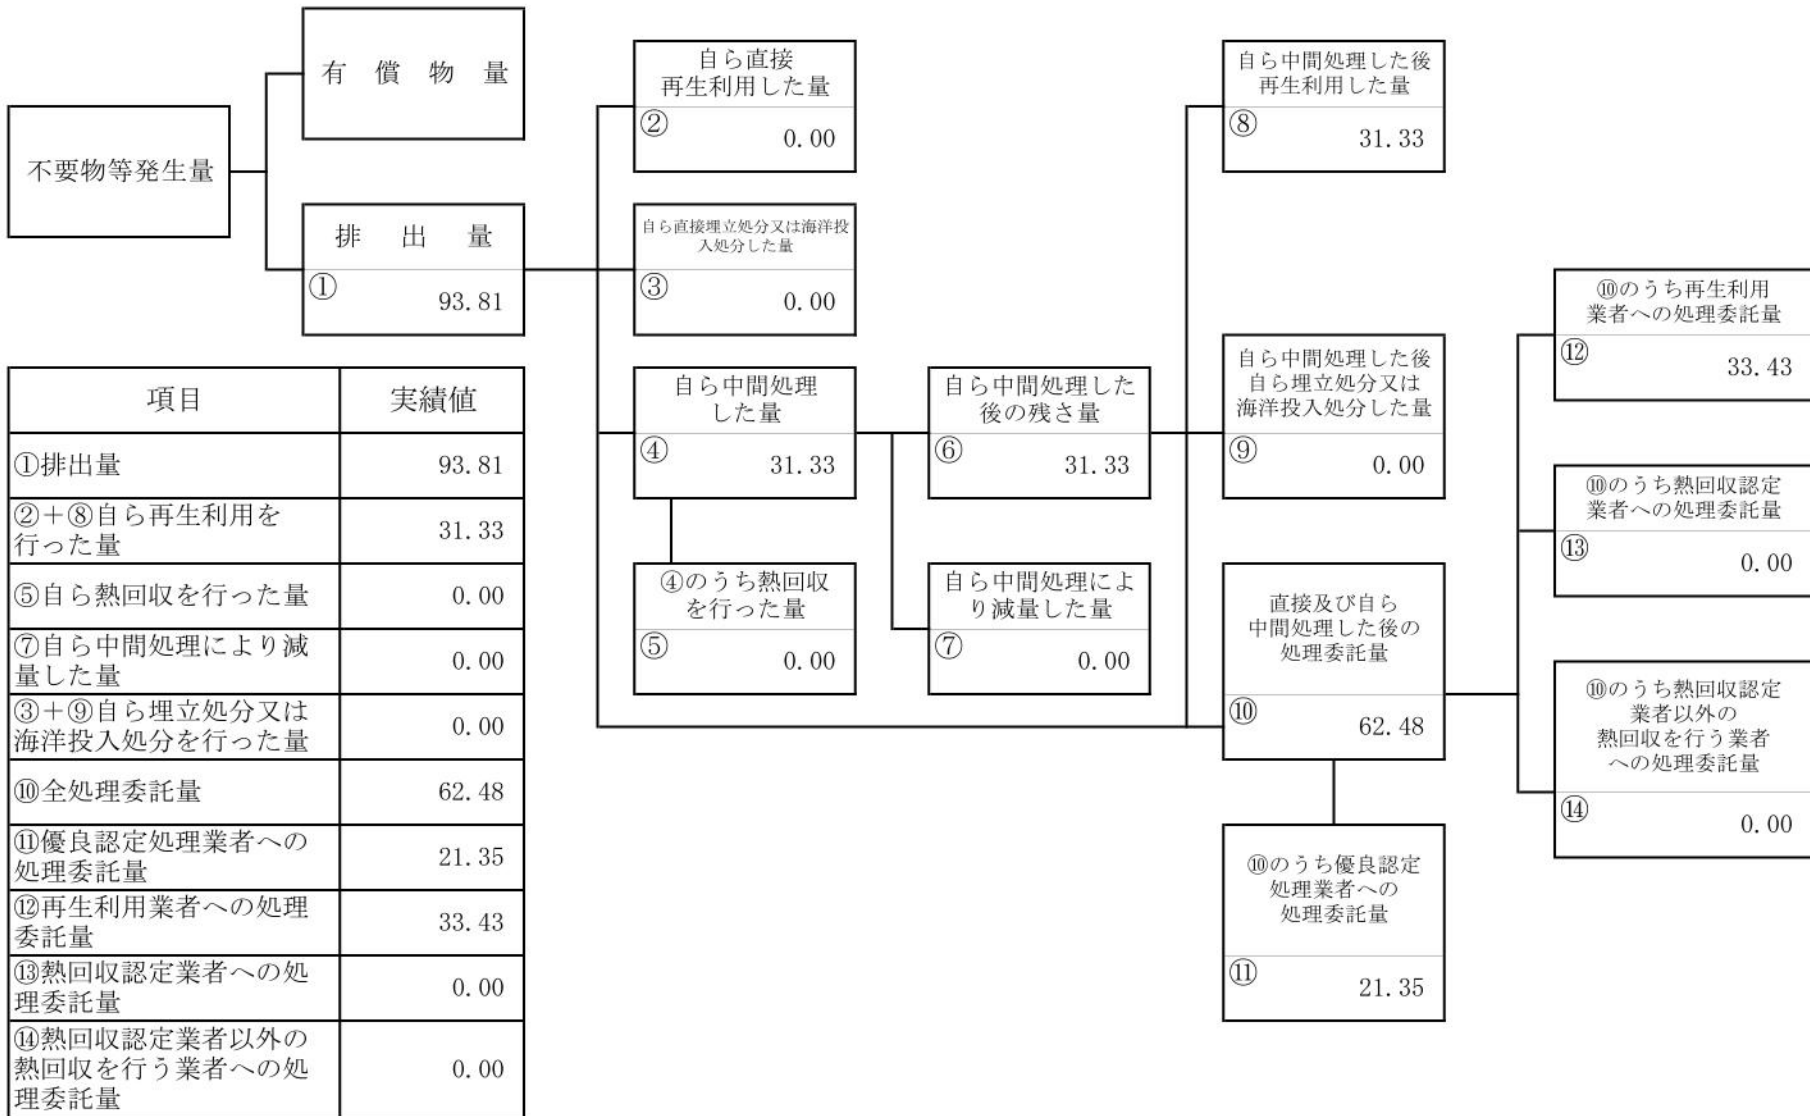 有償物量
不要物等発生量
排出量
① 93.81
自ら直接
再生利用した量
② 0.00
自ら直接埋立処分又は海洋投
入処分した量
③ 0.00
自ら中間処理
した量
④ 31.33
④のうち熱回収
を行った量
⑤ 0.00
自ら中間処理した
後の残さ量
⑥ 31.33
自ら中間処理によ
り減量した量
⑦ 0.00
自ら中間処理した後
再生利用した量
⑧ 31.33
自ら中間処理した後
自ら埋立処分又は
海洋投入処分した量
⑨ 0.00
直接及び自ら
中間処理した後の
処理委託量
⑩ 62.48
⑩のうち優良認定
処理業者への
処理委託量
⑪ 21.35
⑩のうち再生利用
業者への処理委託量
⑫ 33.43
⑩のうち熱回収認定
業者への処理委託量
⑬ 0.00
⑩のうち熱回収認定
業者以外の
熱回収を行う業者
への処理委託量
⑭ 0.00
項目 実績値
①排出量 93.81
②+⑧自ら再生利用を
行った量 31.33
⑤自ら熱回収を行った量 0.00
⑦自ら中間処理により減
量した量 0.00
③+⑨自ら埋立処分又は
海洋投入処分を行った量 0.00
⑩全処理委託量 62.48
⑪優良認定処理業者への
処理委託量 21.35
⑫再生利用業者への処理
委託量 33.43
⑬熱回収認定業者への処
理委託量 0.00
⑭熱回収認定業者以外の
熱回収を行う業者への処 0.00
理委託量